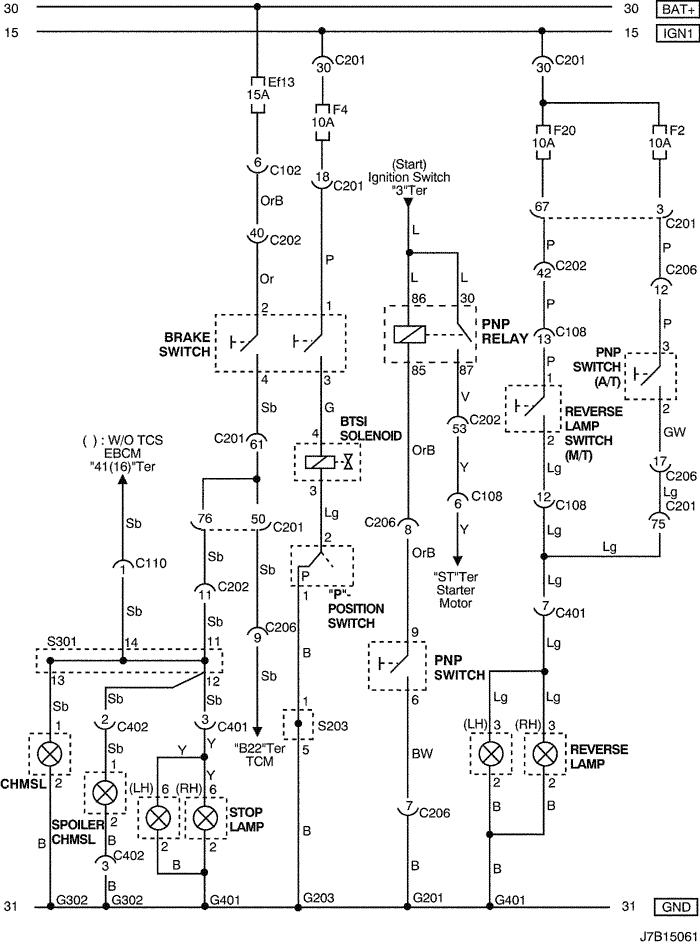 30 30 BAT+
15 15 IGN1
C201 C201
30 30
Ef13
15A
F4
10A
F20
10A
F2
10A
(Start)
Ignition Switch
"3"Ter
6 C102
18 C201
OrB
67 3 C201
40 C202
L
P P
C202 C206
42 12
Or P
L L
P P
2 1
86 30
C108
13
BRAKE
SWITCH
PNP
RELAY
P 3
PNP
SWITCH
(A/T)
85 87
1
4 3
2
REVERSE
LAMP
SWITCH
(M/T)
Sb G
V
GW
BTSI
SOLENOID
C202
53
2
C201 61
4
( ) : W/O TCS
EBCM
"41(16)"Ter
OrB
Y
Lg
17 C206
3
Lg
C201
12 C108
C108
6
76 50 C201
Lg
75
C206 8
Sb
Lg
Y
2
OrB
Lg
C110
1
Sb Sb
P
"ST"Ter
Starter
Motor
Lg
C202
11
1
"P"-
POSITION
SWITCH
7 C401
Sb Sb
C206
9
9
S301 14 11
B
Lg
PNP
SWITCH
13 12
Sb
6
Sb Sb
1
Lg Lg
S203
5
1 2 C402 3 C401
(LH) 3 (RH) 3
"B22"Ter
TCM
Sb Y Y
BW
REVERSE
LAMP
CHMSL 2
1
(LH) 6 (RH) 6
2 2
SPOILER
CHMSL
STOP
LAMP
7 C206
B B
B 2 2 2
B
B
C402
3
B
B B
B
31 G302 G302 G401 G203 G201 G401 31 GND
J7B15061